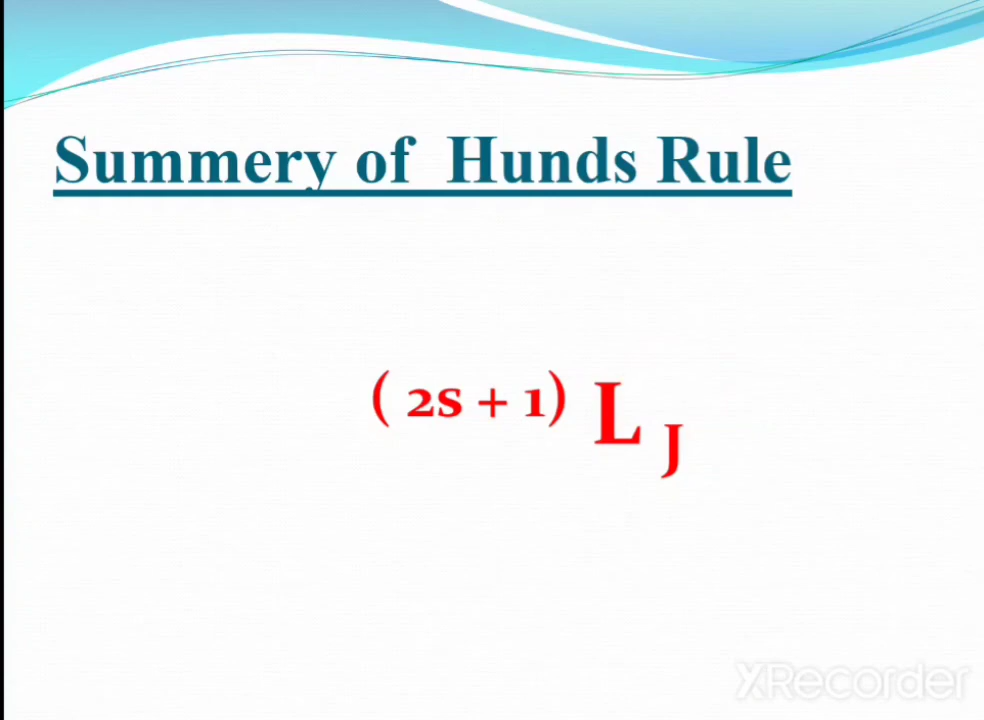 Summery of Hunds Rule
( 2S + 1) L J
XRecorder